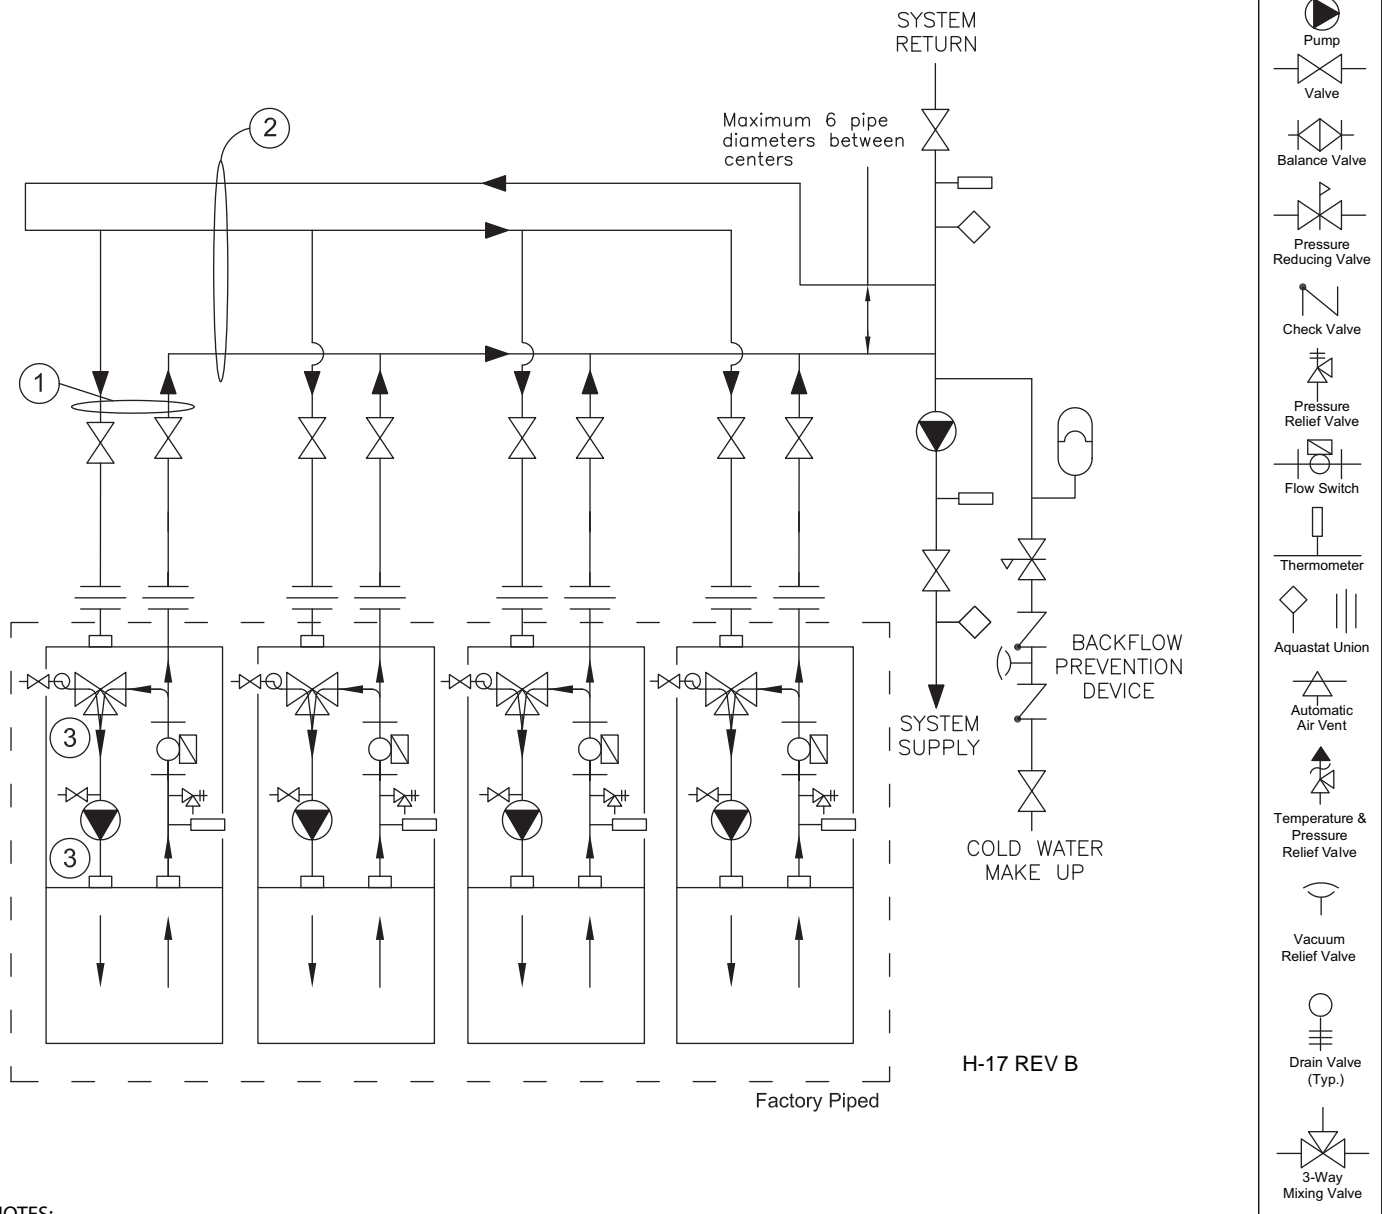 SYSTEM
RETURN
2
Maximum 6 pipe
diameters between
centers
1
BACKFLOW
PREVENTION
DEVICE
SYSTEM
SUPPLY
3
3
COLD WATER
MAKE UP
H-17 REV B
Factory Piped
NOTES:
Pump
Valve
Balance Valve
Pressure
Reducing Valve
Check Valve
Pressure
Relief Valve
Flow Switch
Thermometer
Aquastat Union
Automatic
Air Vent
Temperature &
Pressure
Relief Valve
Vacuum
Relief Valve
Drain Valve
(Typ.)
3-Way
Mixing Valve